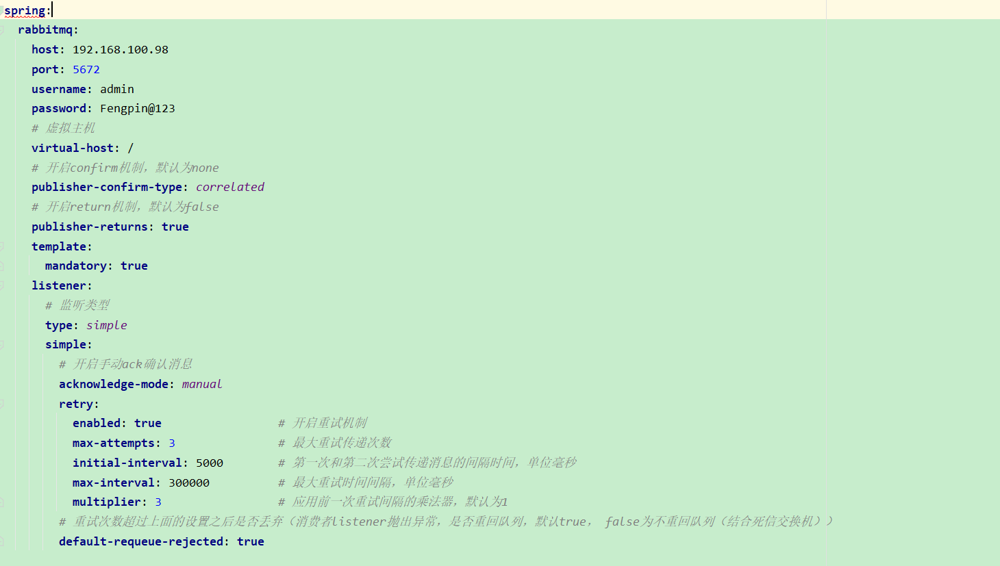 spring:
rabbitmq:
host: 192.168.100.98
port: 5672
username: admin
password: Fengpin@123
# 虚拟主机
virtual-host: /
# 开启confirm机制，默认为none
publisher-confirm-type: correlated
# 开启return机制，默认为false
publisher-returns: true
template:
mandatory: true
listener:
# 监听类型
type: simple
simple:
# 开启手动ack确认消息
acknowledge-mode: manual
retry:
enabled: true # 开启重试机制
max-attempts: 3 # 最大重试传递次数
initial-interval: 5000 # 第一次和第二次尝试传递消息的间隔时间，单位毫秒
max-interval: 300000 # 最大重试时间间隔，单位毫秒
multiplier: 3 # 应用前一次重试间隔的乘法器，默认为1
# 重试次数超过上面的设置之后是否丢弃（消费者listener抛出异常，是否重回队列，默认true， false为不重回队列（结合死信交换机））
default-requeue-rejected: true